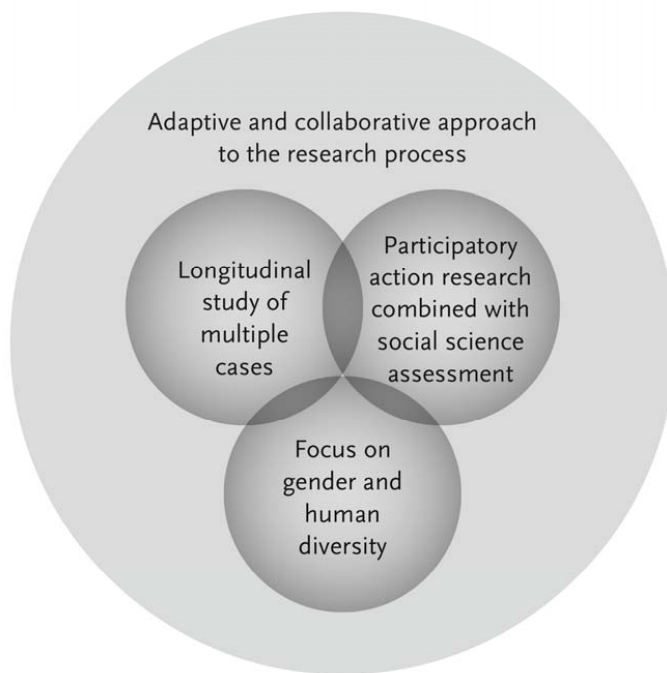 Adaptive and collaborative approach
to the research process
Longitudinal
study of
multiple
cases
Participatory
action research
combined with
social science
assessment
Focus on
gender and
human
diversity